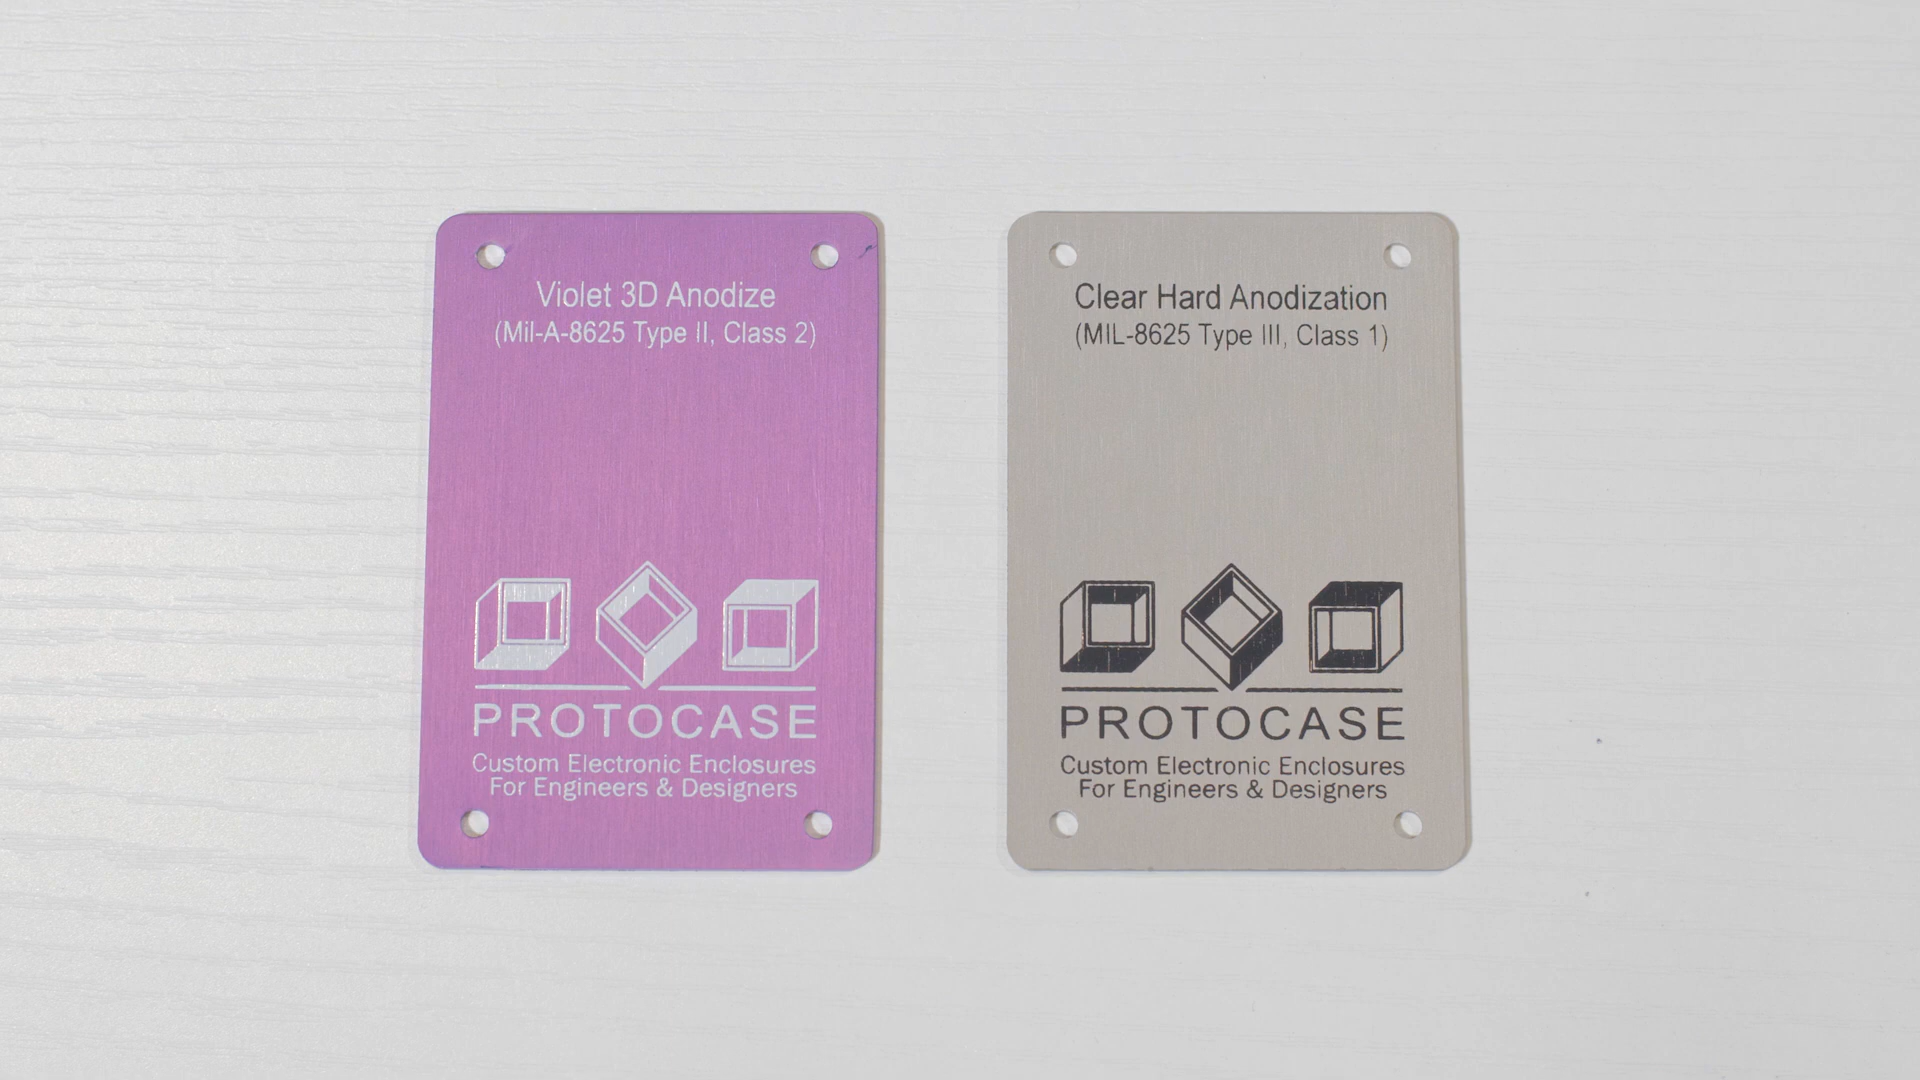 Violet 3D Anodize
(Mil-A-8625 Type II, Class 2)
PROTOCASE
Custom Electronic Enclosures
For Engineers & Designers
Clear Hard Anodization
(MIL-8625 Type III, Class 1)
PROTOCASE
Custom Electronic Enclosures
For Engineers & Designers